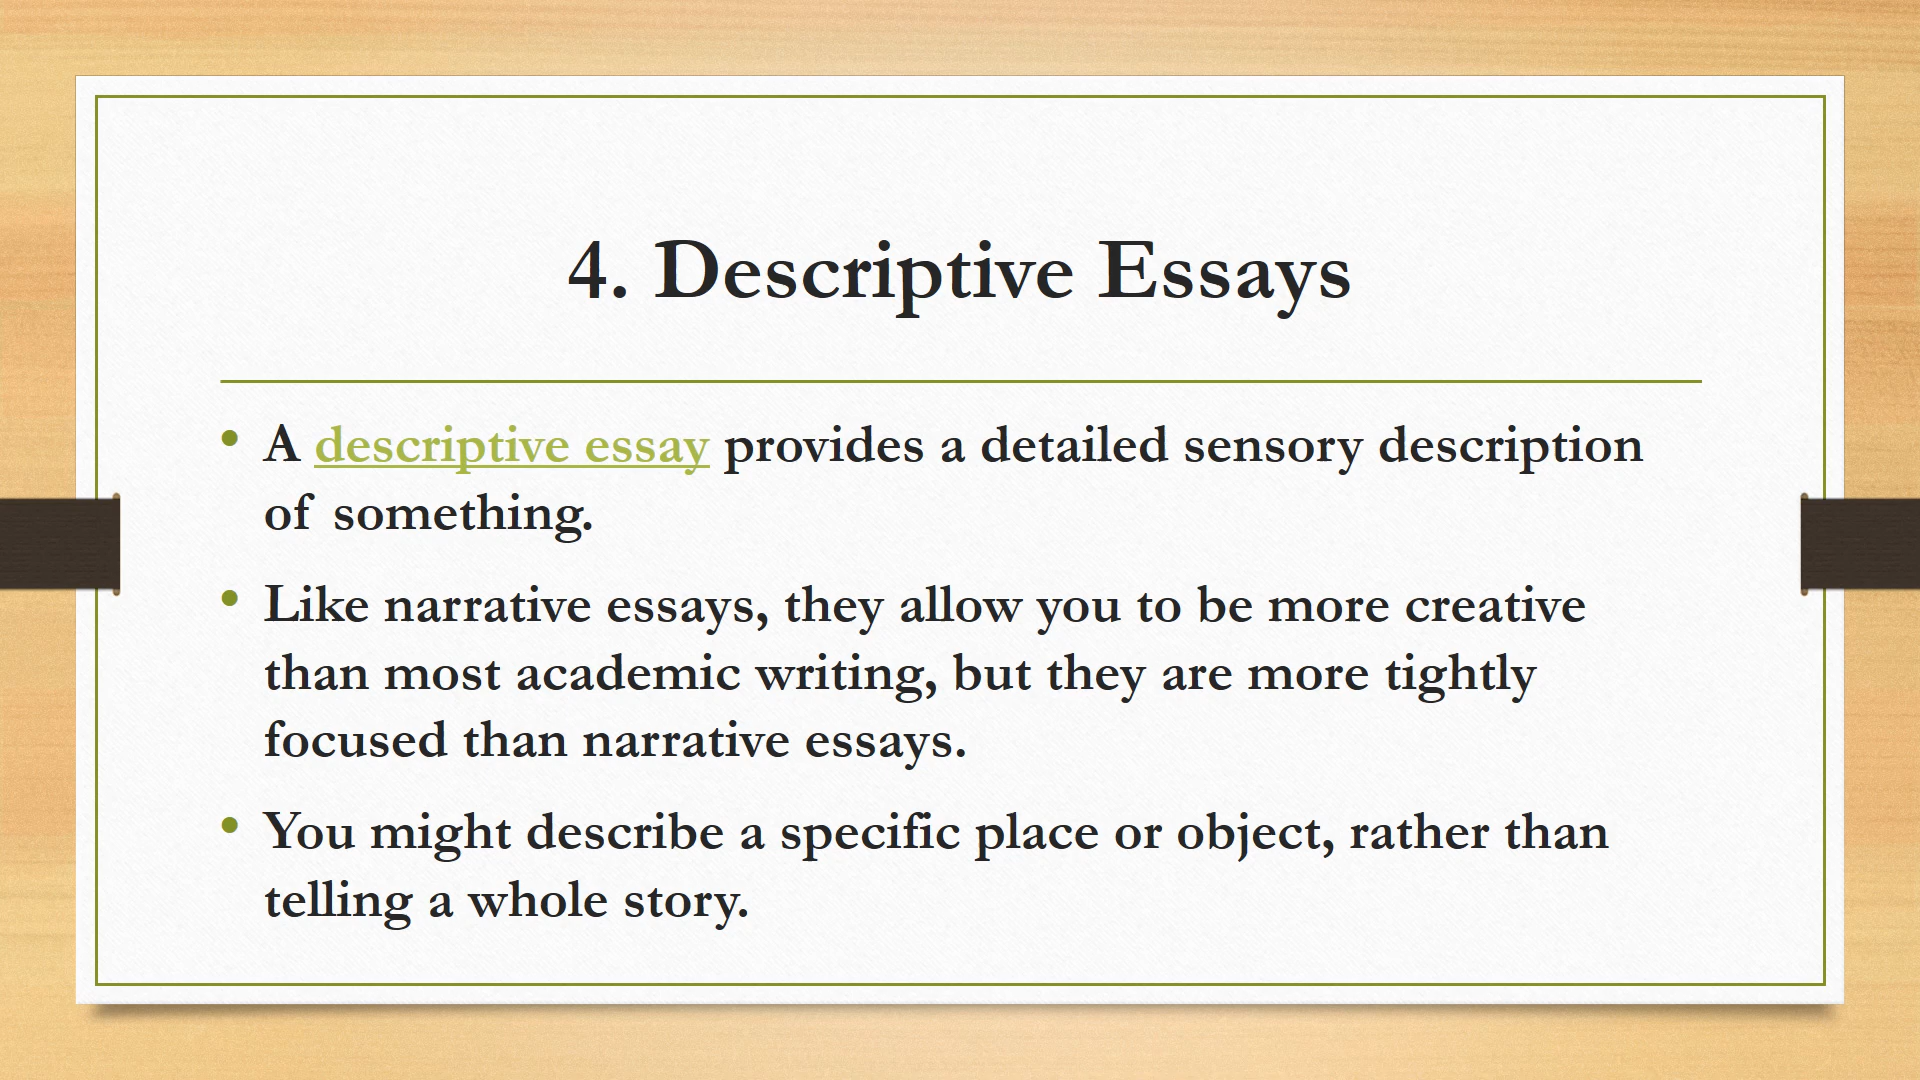 4. Descriptive Essays
• A descriptive essay provides a detailed sensory description
of something.
• Like narrative essays, they allow you to be more creative
than most academic writing, but they are more tightly
focused than narrative essays.
• You might describe a specific place or object, rather than
telling a whole story.